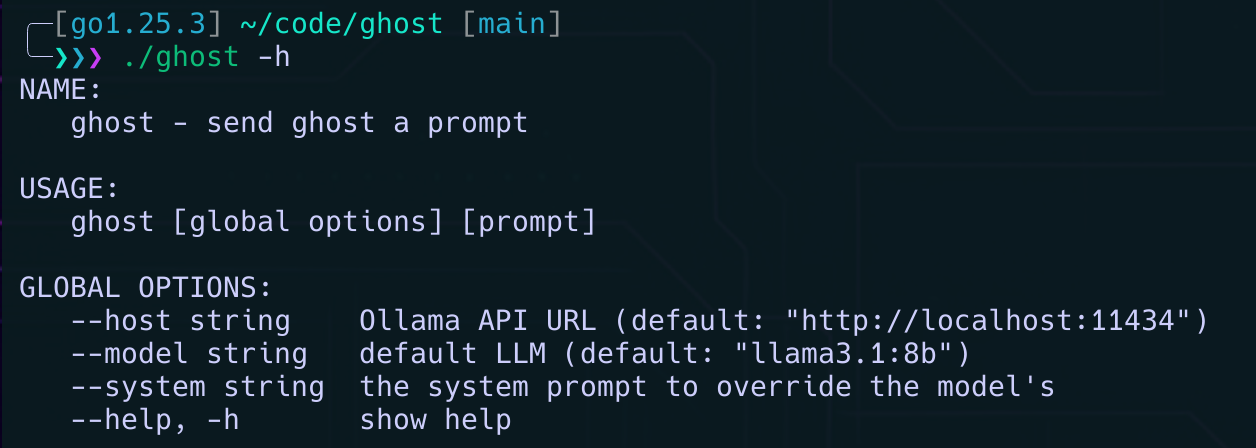 [go1.25.3] ~/code/ghost [main]
❯❯❯ ./ghost -h
NAME:
   ghost - send ghost a prompt

USAGE:
   ghost [global options] [prompt]

GLOBAL OPTIONS:
   --host string    Ollama API URL (default: "http://localhost:11434")
   --model string   default LLM (default: "llama3.1:8b")
   --system string  the system prompt to override the model's
   --help, -h       show help